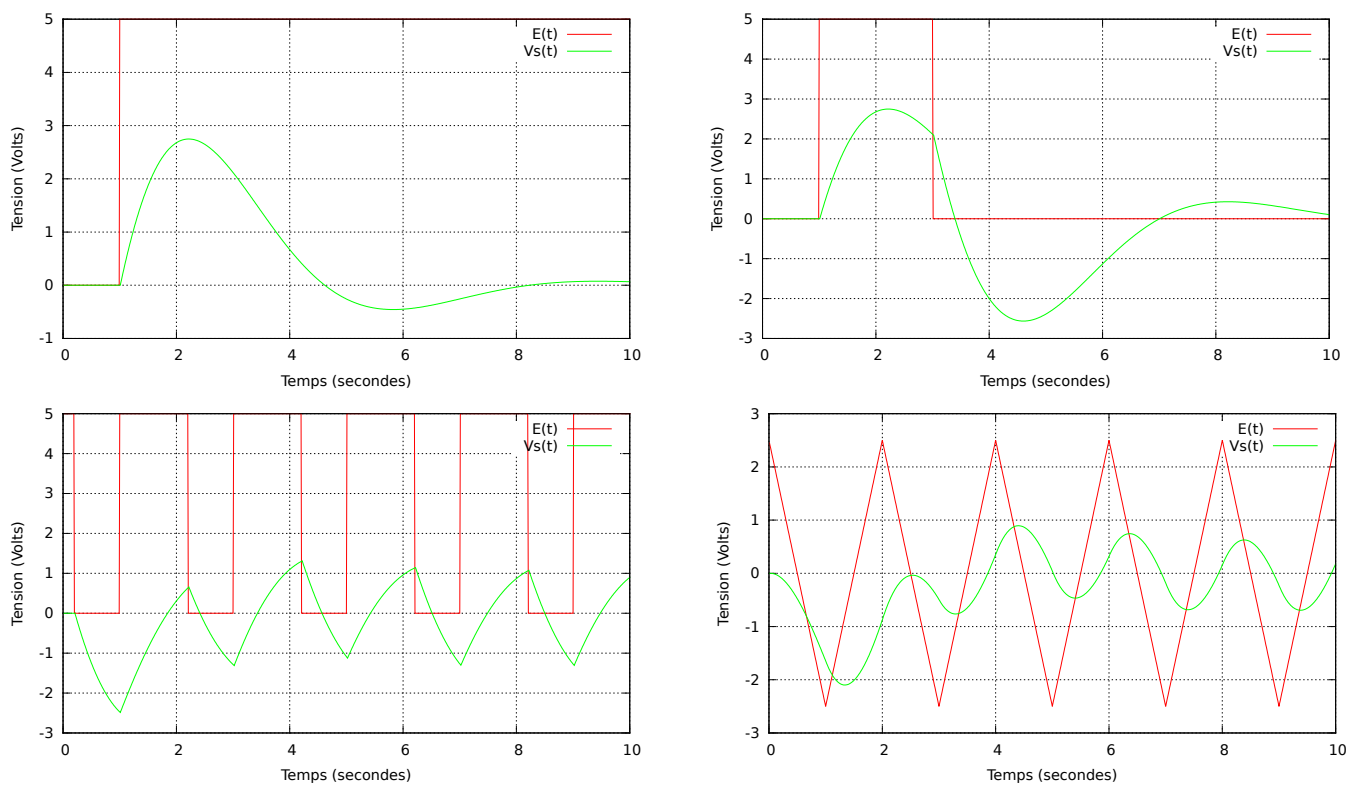 5
4
3
2
1
0
-1
Tension (Volts)
E(t)
Vs(t)
0 2 4 6 8 10
Temps (secondes)
5
4
3
2
1
0
-1
-2
-3
Tension (Volts)
E(t)
Vs(t)
0 2 4 6 8 10
Temps (secondes)
5
4
3
2
1
0
-1
-2
-3
Tension (Volts)
E(t)
Vs(t)
0 2 4 6 8 10
Temps (secondes)
3
2
1
0
-1
-2
-3
Tension (Volts)
E(t)
Vs(t)
0 2 4 6 8 10
Temps (secondes)